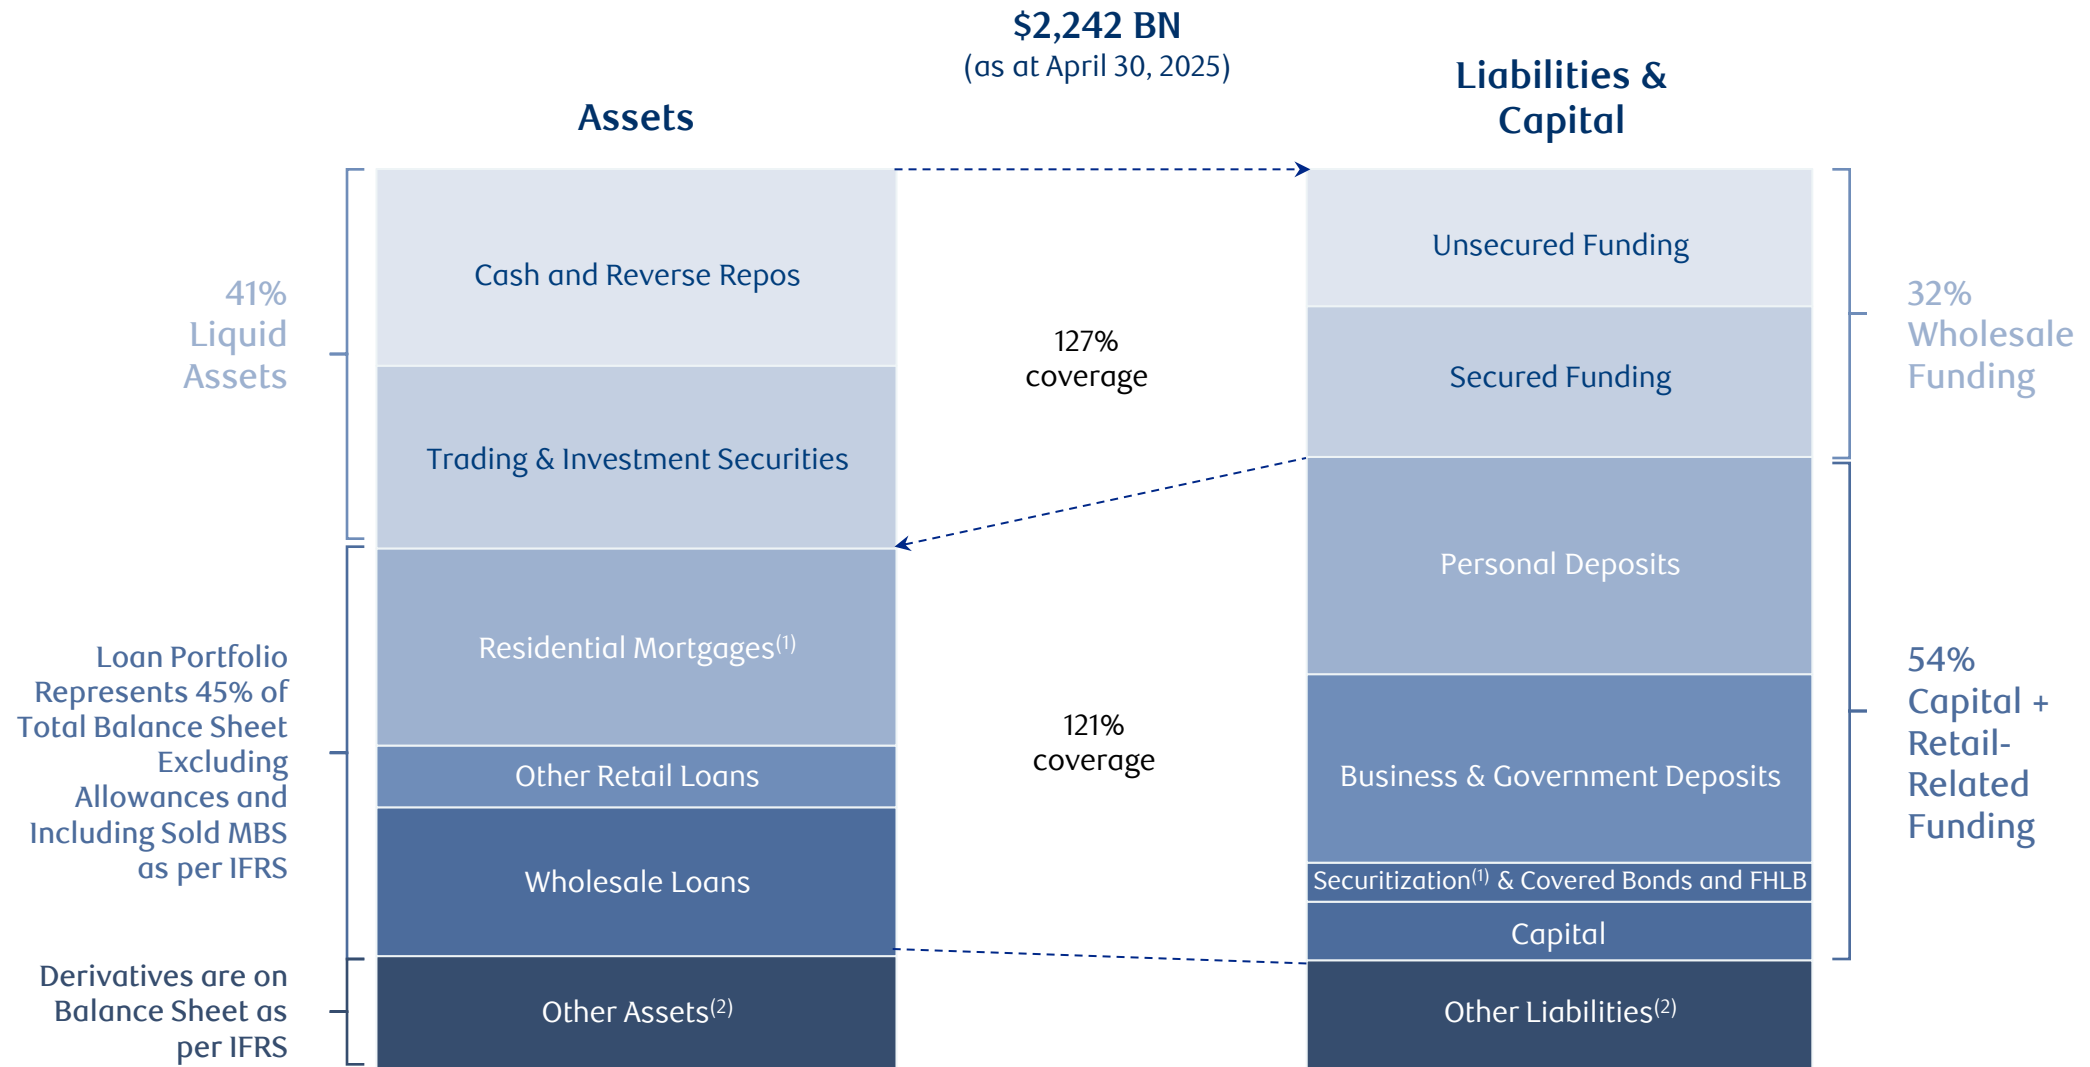 $2,242 BN
(as at April 30, 2025)
Assets
Liabilities &
Capital
41%
Liquid
Assets
Loan Portfolio
Represents 45% of
Total Balance Sheet
Excluding
Allowances and
Including Sold MBS
as per IFRS
Derivatives are on
Balance Sheet as
per IFRS
Cash and Reverse Repos
Trading & Investment Securities
Residential Mortgages(1)
Other Retail Loans
Wholesale Loans
Other Assets(2)
127%
coverage
121%
coverage
Unsecured Funding
Secured Funding
Personal Deposits
Business & Government Deposits
Securitization(1) & Covered Bonds and FHLB
Capital
Other Liabilities(2)
32%
Wholesale
Funding
54%
Capital +
Retail-
Related
Funding